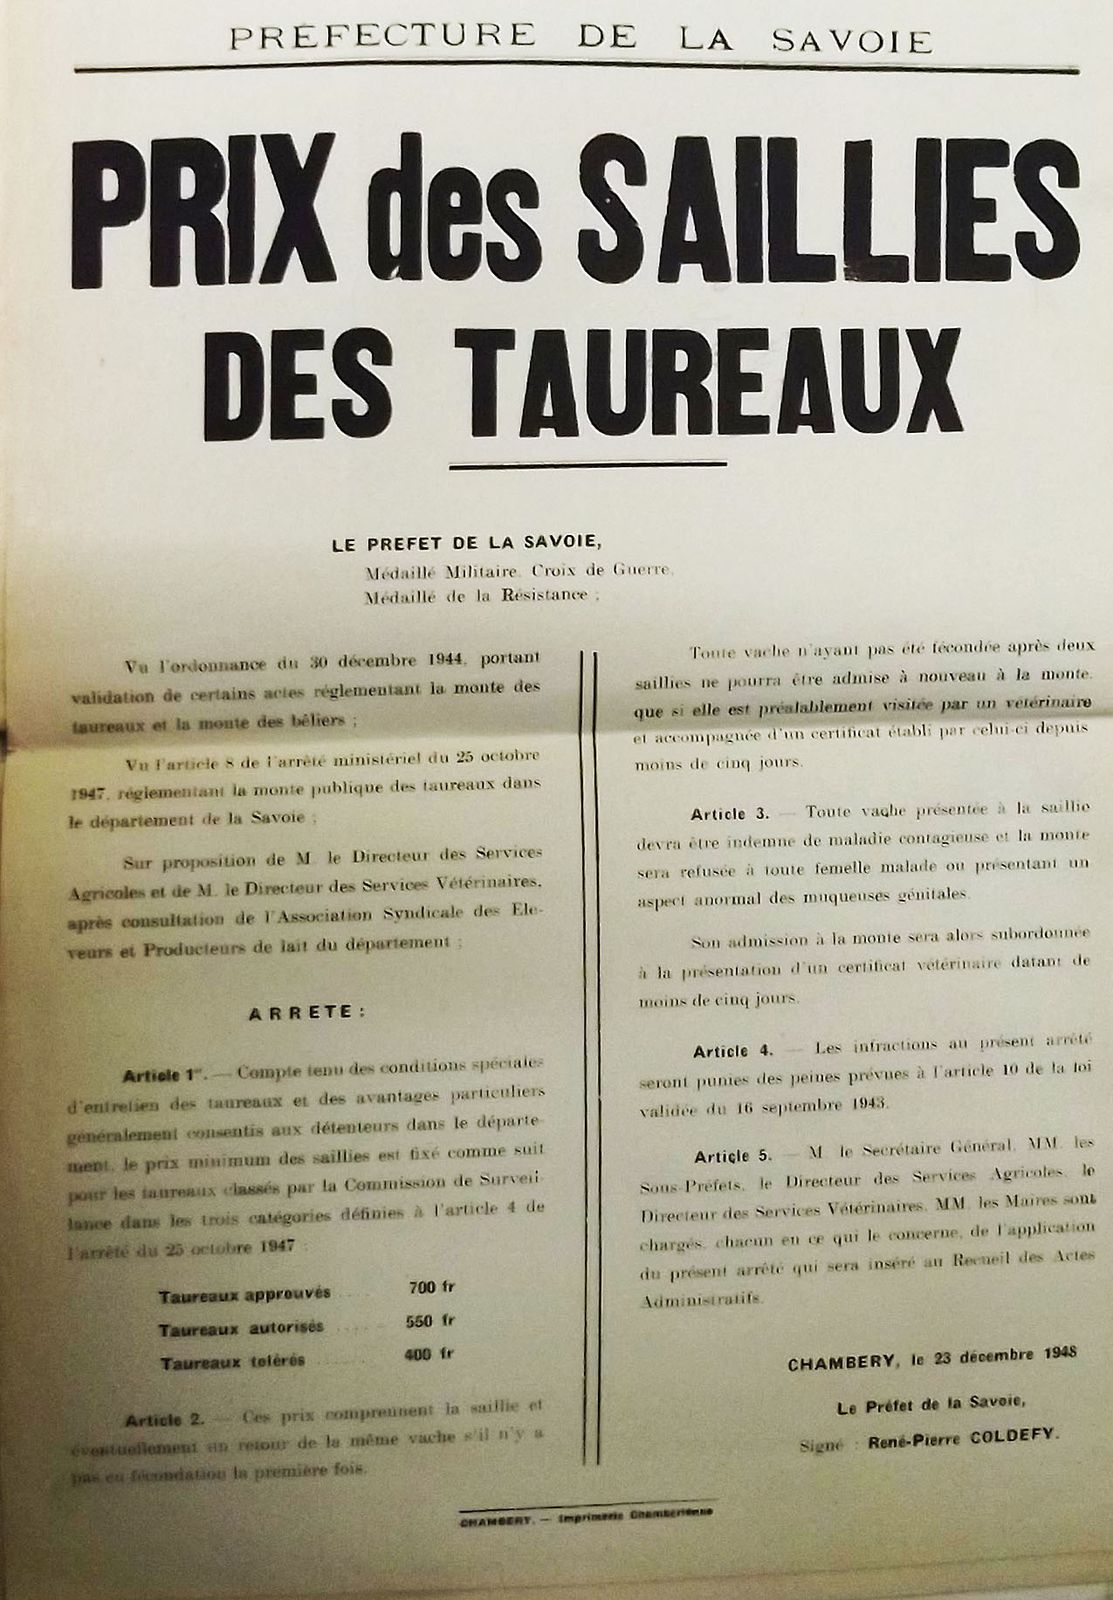 PRÉFECTURE DE LA SAVOIE
PRIX des SAILLIES
DES TAUREAUX
LE PREFET DE LA SAVOIE,
Médaillé Militaire, Croix de Guerre,
Médaillé de la Résistance ;
Vu l'ordonnance du 30 décembre 1944, portant
validation de certains actes réglementant la monte des
taureaux et la monte des béliers ;
Vu l'article 8 de l'arrêté ministériel du 25 octobre
1947, réglementant la monte publique des taureaux dans
le département de la Savoie ;
Sur proposition de M. le Directeur des Services
Agricoles et de M. le Directeur des Services Vétérinaires,
après consultation de l'Association Syndicale des Ele-
veurs et Producteurs de lait du département ;
ARRETE :
Article 1er. — Compte tenu des conditions spéciales
d'entretien des taureaux et des avantages particuliers
généralement consentis aux détenteurs dans le départe-
ment, le prix minimum des saillies est fixé comme suit
pour les taureaux classés par la Commission de Surveil-
lance dans les trois catégories définies à l'article 4 de
l'arrêté du 25 octobre 1947 :
Taureaux approuvés ..... 700 fr
Taureaux autorisés ..... 550 fr
Taureaux tolérés ..... 400 fr
Article 2. — Ces prix comprennent la saillie et
éventuellement un retour de la même vache s'il n'y a
pas eu fécondation la première fois.
Toute vache n'ayant pas été fécondée après deux
saillies ne pourra être admise à nouveau à la monte,
que si elle est préalablement visitée par un vétérinaire
et accompagnée d'un certificat établi par celui-ci depuis
moins de cinq jours.
Article 3. — Toute vache présentée à la saillie
devra être indemne de maladie contagieuse et la monte
sera refusée à toute femelle malade ou présentant un
aspect anormal des muqueuses génitales.
Son admission à la monte sera alors subordonnée
à la présentation d'un certificat vétérinaire datant de
moins de cinq jours.
Article 4. — Les infractions au présent arrêté
seront punies des peines prévues à l'article 10 de la loi
validée du 16 septembre 1943.
Article 5. — M. le Secrétaire Général, MM. les
Sous-Préfets, le Directeur des Services Agricoles, le
Directeur des Services Vétérinaires, MM. les Maires sont
chargés, chacun en ce qui le concerne, de l'application
du présent arrêté qui sera inséré au Recueil des Actes
Administratifs.
CHAMBERY, le 23 décembre 1948
Le Préfet de la Savoie,
Signé : René-Pierre COLDEFY.
CHAMBERY. — Imprimerie Chambérienne